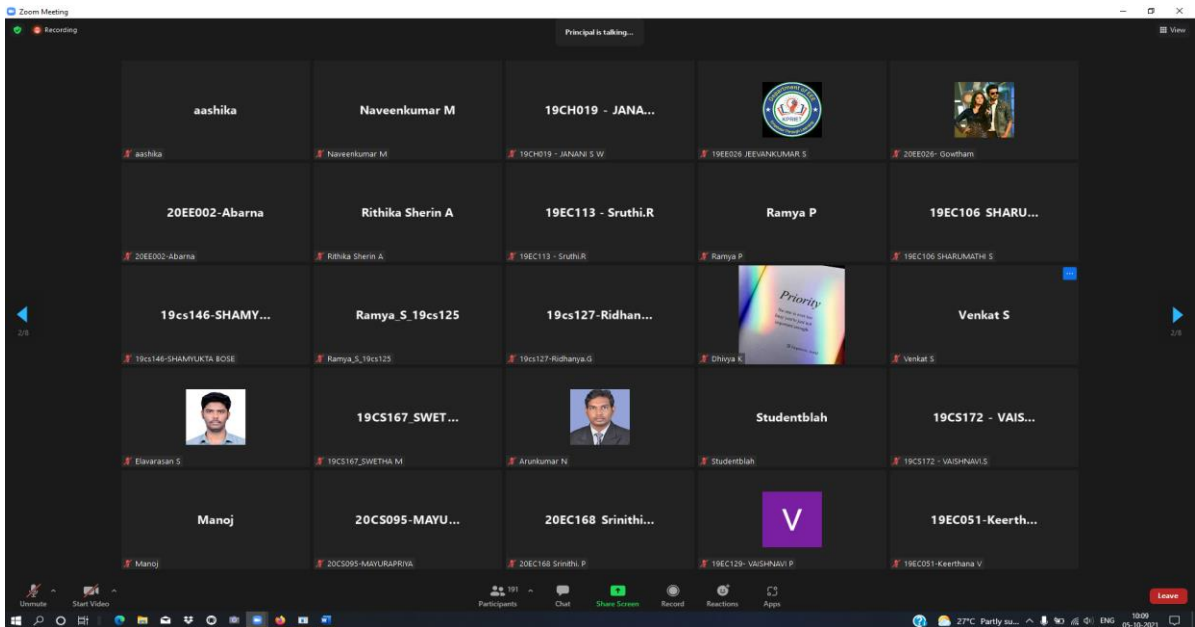 Zoom Meeting
Recording
Principal is talking...
View
aashika
Naveenkumar M
19CH019 - JANA...
Department of EEE
KPRIET
aashika
Naveenkumar M
19CH019 - JANANI S W
19EE026 JEEVANKUMAR S
20EE026- Gowtham
20EE002-Abarna
Rithika Sherin A
19EC113 - Sruthi.R
Ramya P
19EC106 SHARU...
20EE002-Abarna
Rithika Sherin A
19EC113 - Sruthi.R
Ramya P
19EC106 SHARUMATHI S
19cs146-SHAMY...
Ramya_S_19cs125
19cs127-Ridhan...
Priority
Venkat S
2/8
2/8
19cs146-SHAMYUKTA BOSE
Ramya_S_19cs125
19cs127-Ridhanya.G
Dhivya K
Venkat S
19CS167_SWET...
Studentblah
19CS172 - VAIS...
Elavarasan S
19CS167_SWETHA M
Arunkumar N
Studentblah
19CS172 - VAISHNAVI.S
Manoj
20CS095-MAYU...
20EC168 Srinithi...
V
19EC051-Keerth...
Manoj
20CS095-MAYURAPRIYA
20EC168 Srinithi. P
19EC129- VAISHNAVI P
19EC051-Keerthana V
Unmute
Start Video
191
Participants
Chat
Share Screen
Record
Reactions
Apps
Leave
27°C Partly su...
ENG
10:09
05-10-2021